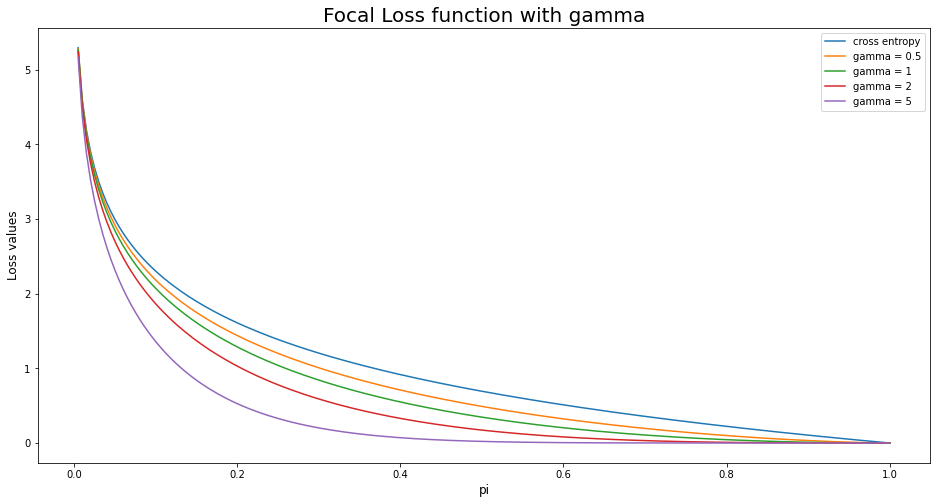 Focal Loss function with gamma
cross entropy
gamma = 0.5
gamma = 1
gamma = 2
gamma = 5
Loss values
5
4
3
2
1
0
0.0 0.2 0.4 0.6 0.8 1.0
pi